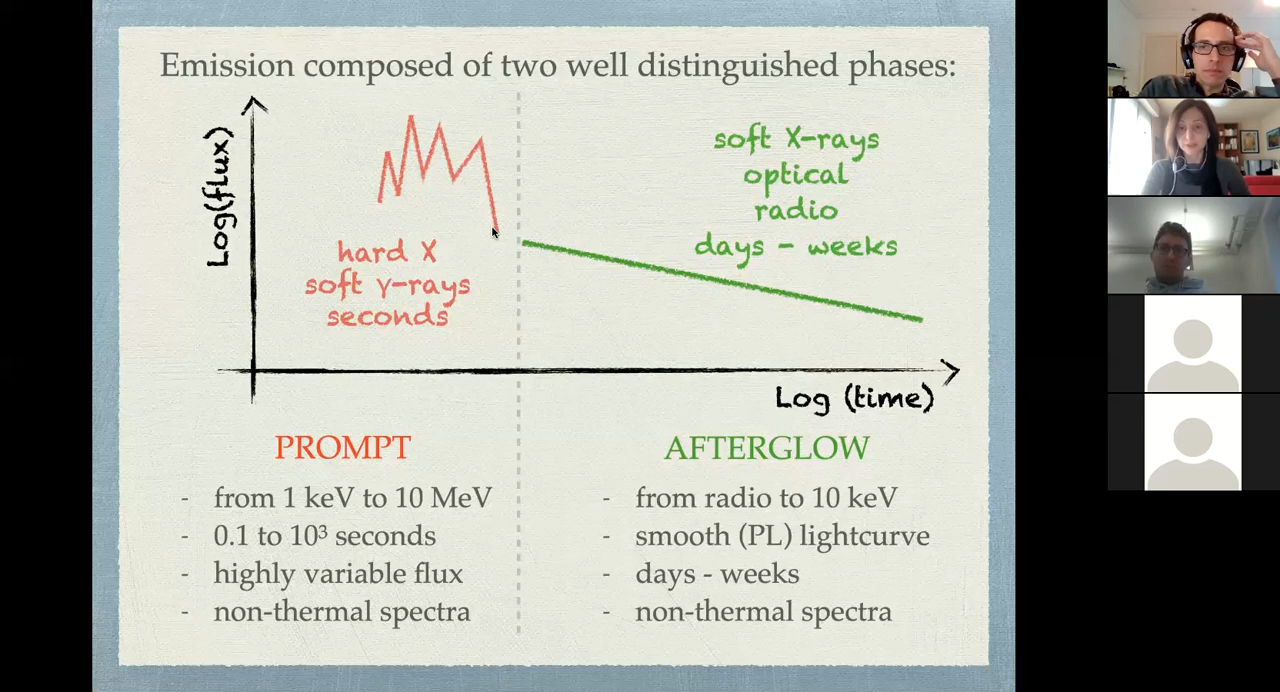 Emission composed of two well distinguished phases:
Log(flux)
hard X
soft γ-rays
seconds
soft X-rays
optical
radio
days - weeks
Log (time)
PROMPT
- from 1 keV to 10 MeV
- 0.1 to 10³ seconds
- highly variable flux
- non-thermal spectra
AFTERGLOW
- from radio to 10 keV
- smooth (PL) lightcurve
- days - weeks
- non-thermal spectra